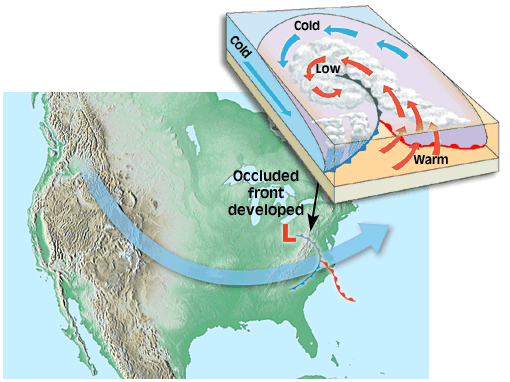 Cold
Cold
Low
Warm
Occluded
front
developed
L